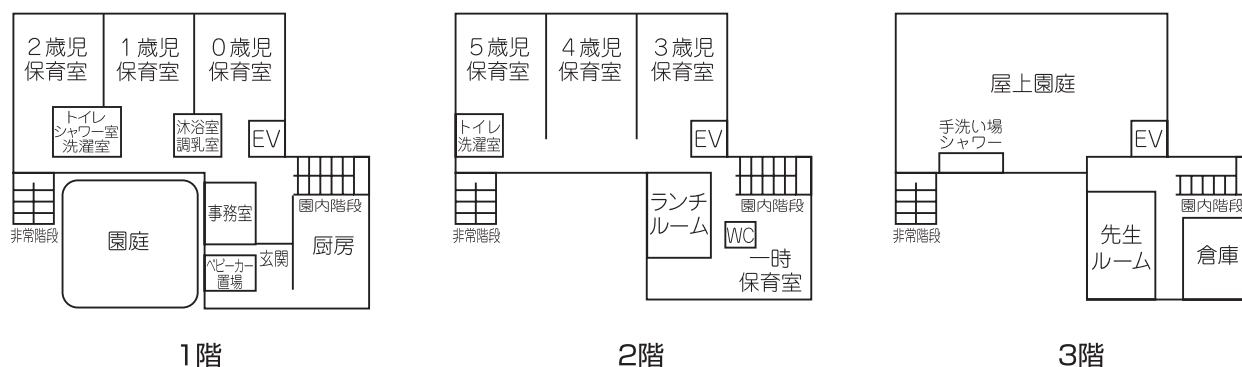 2歳児
保育室
1歳児
保育室
0歳児
保育室
トイレ
シャワー室
洗濯室
沐浴室
調乳室
EV
園内階段
非常階段
園庭
事務室
玄関
厨房
ベビーカー
置場
1階
5歳児
保育室
4歳児
保育室
3歳児
保育室
トイレ
洗濯室
EV
園内階段
非常階段
ランチ
ルーム
WC
一時
保育室
2階
屋上園庭
手洗い場
シャワー
EV
園内階段
非常階段
先生
ルーム
倉庫
3階